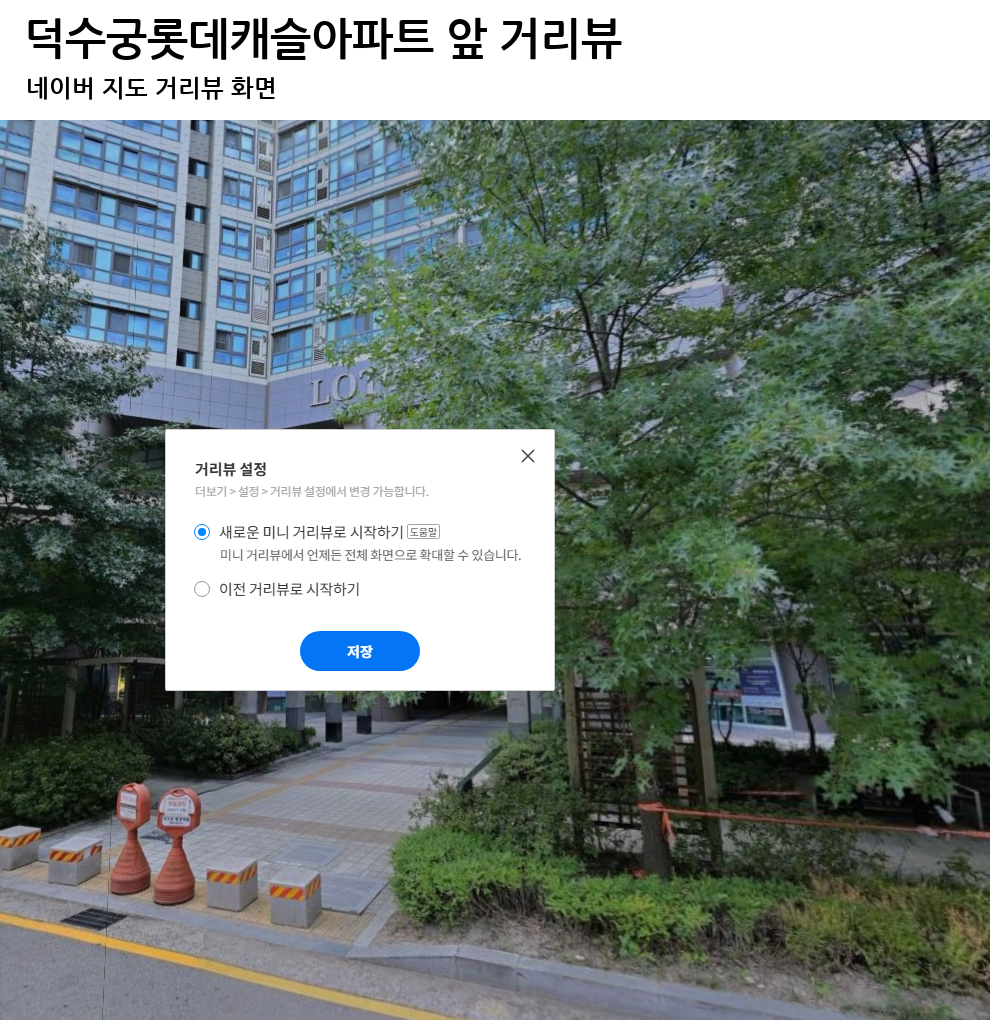 덕수궁롯데캐슬아파트 앞 거리뷰
네이버 지도 거리뷰 화면
거리뷰 설정
더보기 > 설정 > 거리뷰 설정에서 변경 가능합니다.
새로운 미니 거리뷰로 시작하기 도움말
미니 거리뷰에서 언제든 전체 화면으로 확대할 수 있습니다.
이전 거리뷰로 시작하기
저장